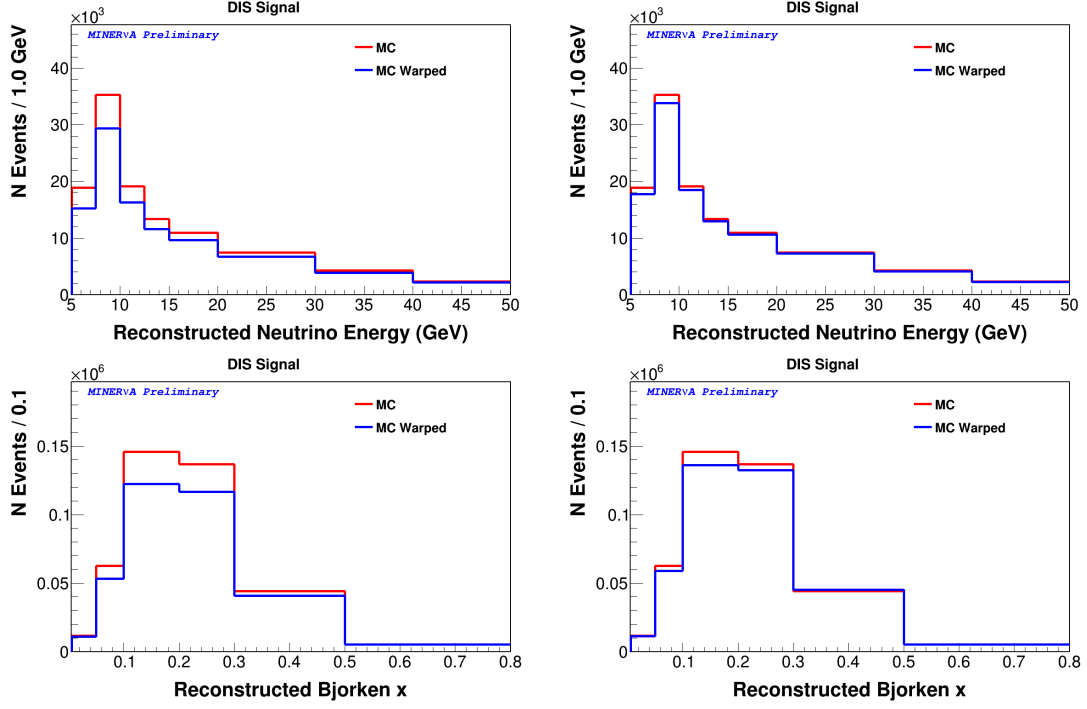 DIS Signal
×10³
MINERνA Preliminary
MC
MC Warped
N Events / 1.0 GeV
40
30
20
10
0
5 10 15 20 25 30 35 40 45 50
Reconstructed Neutrino Energy (GeV)
DIS Signal
×10³
MINERνA Preliminary
MC
MC Warped
N Events / 1.0 GeV
40
30
20
10
0
5 10 15 20 25 30 35 40 45 50
Reconstructed Neutrino Energy (GeV)
DIS Signal
×10⁶
MINERνA Preliminary
MC
MC Warped
N Events / 0.1
0.15
0.1
0.05
0
0.1 0.2 0.3 0.4 0.5 0.6 0.7 0.8
Reconstructed Bjorken x
DIS Signal
×10⁶
MINERνA Preliminary
MC
MC Warped
N Events / 0.1
0.15
0.1
0.05
0
0.1 0.2 0.3 0.4 0.5 0.6 0.7 0.8
Reconstructed Bjorken x